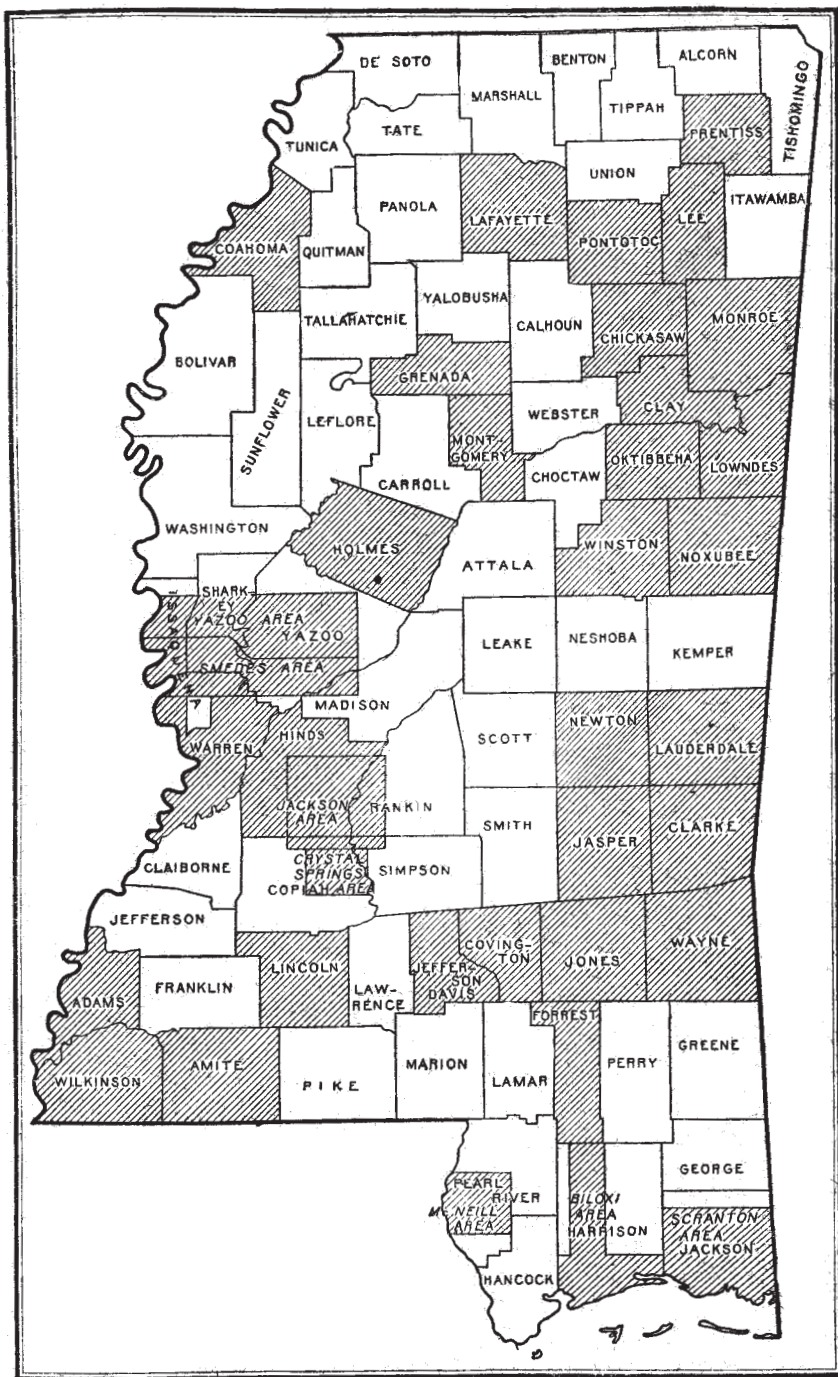 DE SOTO
BENTON
ALCORN
TISHOMINGO
MARSHALL
TIPPAH
TATE
TUNICA
PRENTISS
UNION
PANOLA
LAFAYETTE
ITAWAMBA
LEE
PONTOTOC
COAHOMA
QUITMAN
YALOBUSHA
TALLAHATCHIE
CALHOUN
CHICKASAW
MONROE
BOLIVAR
GRENADA
SUNFLOWER
LEFLORE
WEBSTER
CLAY
MONT-
GOMERY
OKTIBBEHA
LOWNDES
CARROLL
CHOCTAW
WASHINGTON
HOLMES
WINSTON
NOXUBEE
ATTALA
ISSAQUENA
SHARK
EY
YAZOO AREA
YAZOO
LEAKE
NESHOBA
KEMPER
SMEDES AREA
MADISON
NEWTON
WARREN
HINDS
SCOTT
LAUDERDALE
JACKSON
AREA
RANKIN
SMITH
JASPER
CLARKE
CLAIBORNE
CRYSTAL
SPRINGS
COPIAH AREA
SIMPSON
JEFFERSON
LINCOLN
COVING-
TON
JONES
WAYNE
JEFFER-
SON
DAVIS
LAW-
RENCE
ADAMS
FRANKLIN
FORREST
GREENE
WILKINSON
AMITE
PIKE
MARION
LAMAR
PERRY
GEORGE
PEARL
RIVER
MC NEILL
AREA
BILOXI
AREA
HARRISON
SCRANTON
AREA
JACKSON
HANCOCK